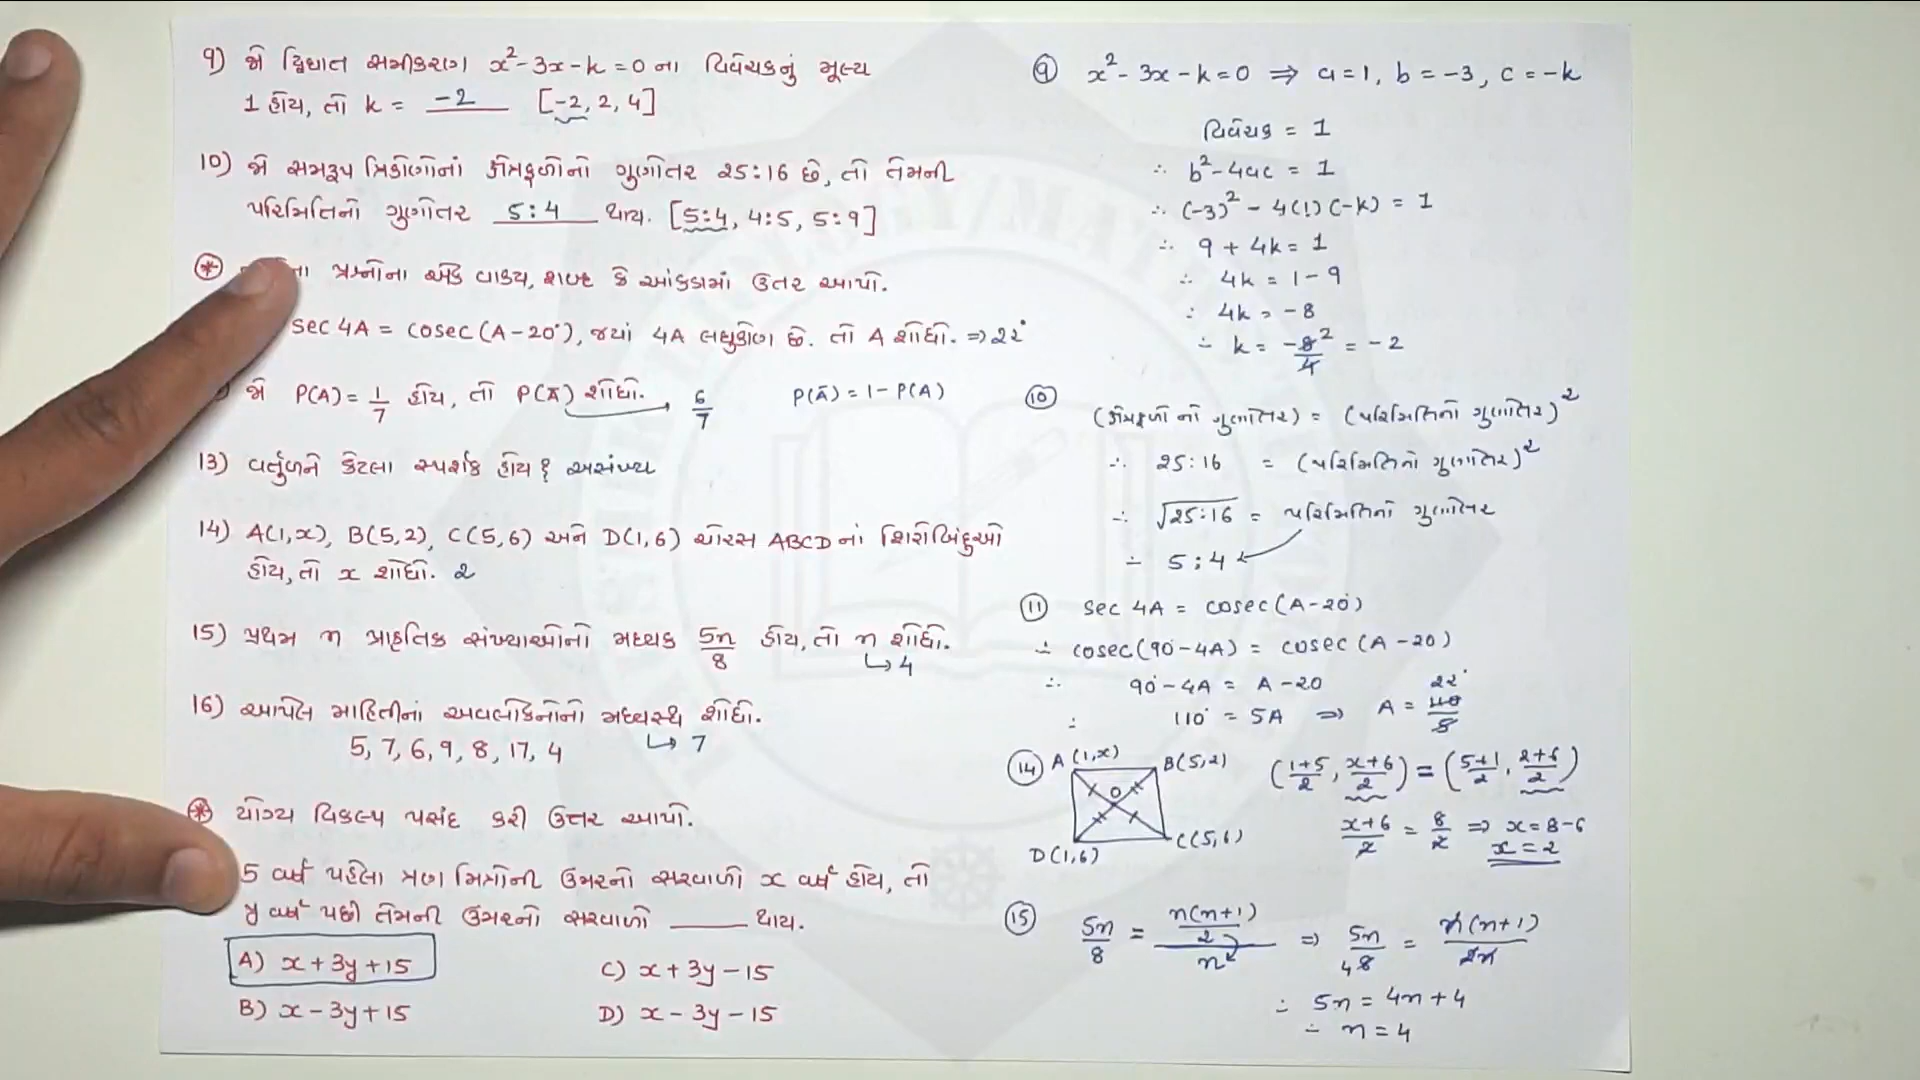 9) જો દ્વિઘાત સમીકરણ x²-3x-k=0 ના વિવેચકનું મૂલ્ય
1 હોય, તો k = -2 [-2, 2, 4]
10) જો સમરૂપ ત્રિકોણોનાં ક્ષેત્રફળોનો ગુણોતર 25:16 છે, તો તેમની
પરિમિતિનો ગુણોતર 5:4 થાય. [5:4, 4:5, 5:9]
પ્રશ્નોના એક વાક્ય, શબ્દ કે આંકડામાં ઉતર આપો.
sec 4A = cosec(A-20°), જ્યાં 4A લઘુકોણ છે. તો A શોધો. ⇒ 22°
જો P(A) = 1/7 હોય, તો P(Ā) શોધો. → 6/7 P(Ā) = 1-P(A)
13) વર્તુળને કેટલા સ્પર્શક હોય? અસંખ્ય
14) A(1,x), B(5,2), C(5,6) અને D(1,6) ચોરસ ABCD નાં શિરોબિંદુઓ
હોય, તો x શોધો. 2
15) પ્રથમ n પ્રાકૃતિક સંખ્યાઓનો મધ્યક 5n/8 હોય, તો n શોધો.
↳ 4
16) આપેલ માહિતીનાં અવલોકનોનો મધ્યસ્થ શોધો.
5, 7, 6, 9, 8, 17, 4 ↳ 7
યોગ્ય વિકલ્પ પસંદ કરી ઉત્તર આપો.
5 વર્ષ પહેલા ત્રણ મિત્રોની ઉંમરનો સરવાળો x વર્ષ હોય, તો
y વર્ષ પછી તેમની ઉંમરનો સરવાળો ____ થાય.
A) x+3y+15 C) x+3y-15
B) x-3y+15 D) x-3y-15
9 x²-3x-k=0 ⇒ a=1, b=-3, c=-k
વિવેચક = 1
∴ b²-4ac = 1
∴ (-3)²-4(1)(-k) = 1
∴ 9+4k = 1
∴ 4k = 1-9
∴ 4k = -8
∴ k = -8/4 2 = -2
10 (ક્ષેત્રફળોનો ગુણોતર) = (પરિમિતિનો ગુણોતર)²
∴ 25:16 = (પરિમિતિનો ગુણોતર)²
∴ √25:16 = પરિમિતિનો ગુણોતર
∴ 5:4
11 sec 4A = cosec(A-20°)
∴ cosec(90-4A) = cosec(A-20)
∴ 90-4A = A-20
∴ 110° = 5A ⇒ A = 110/5 22°
14 A(1,x) B(5,2) (1+5/2, x+6/2) = (5+1/2, 2+6/2)
O
D(1,6) C(5,6) x+6/2 = 8/2 ⇒ x=8-6
x=2
15 5n/8 = n(n+1)/2/n ⇒ 5n/4 8 = n(n+1)/2n
∴ 5n = 4n+4
∴ n = 4